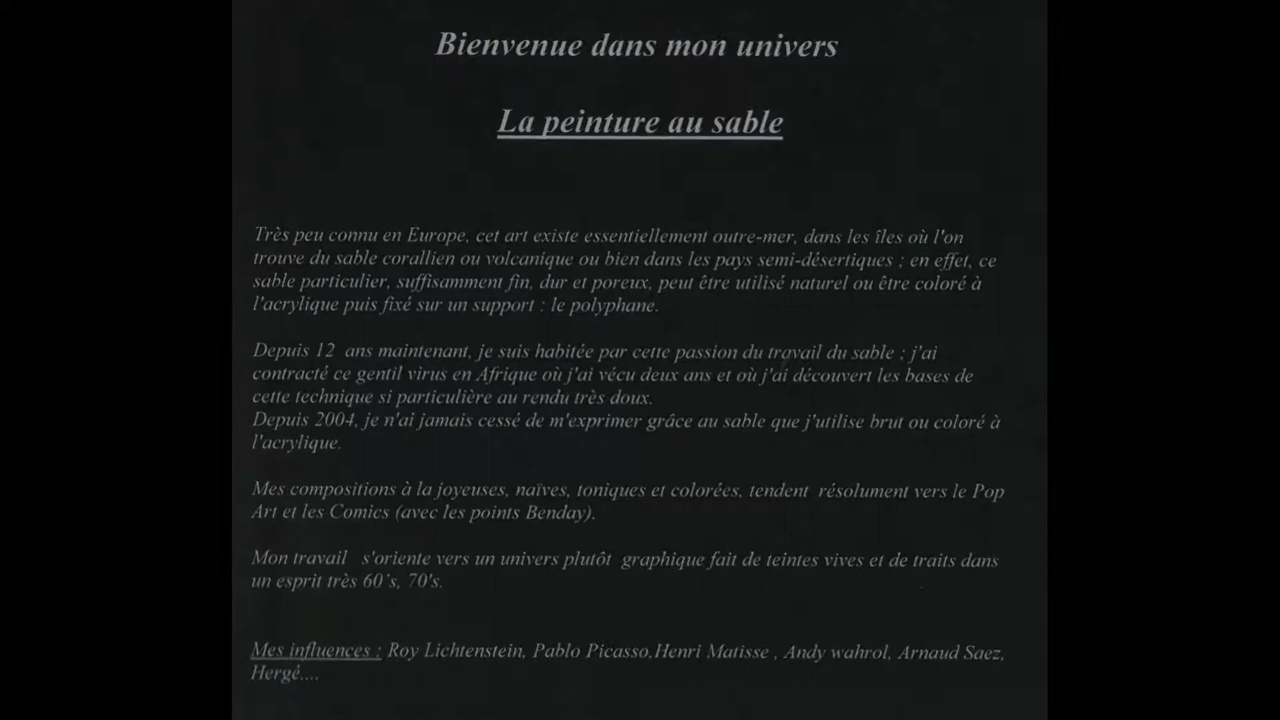 Bienvenue dans mon univers
La peinture au sable
Très peu connu en Europe, cet art existe essentiellement outre-mer, dans les îles où l'on
trouve du sable corallien ou volcanique ou bien dans les pays semi-désertiques ; en effet, ce
sable particulier, suffisamment fin, dur et poreux, peut être utilisé naturel ou être coloré à
l'acrylique puis fixé sur un support : le polyphane.
Depuis 12 ans maintenant, je suis habitée par cette passion du travail du sable : j'ai
contracté ce gentil virus en Afrique où j'ai vécu deux ans et où j'ai découvert les bases de
cette technique si particulière au rendu très doux.
Depuis 2004, je n'ai jamais cessé de m'exprimer grâce au sable que j'utilise brut ou coloré à
l'acrylique.
Mes compositions à la joyeuses, naïves, toniques et colorées, tendent résolument vers le Pop
Art et les Comics (avec les points Benday).
Mon travail s'oriente vers un univers plutôt graphique fait de teintes vives et de traits dans
un esprit très 60's, 70's.
Mes influences : Roy Lichtenstein, Pablo Picasso,Henri Matisse , Andy wahrol, Arnaud Saez,
Hergé....